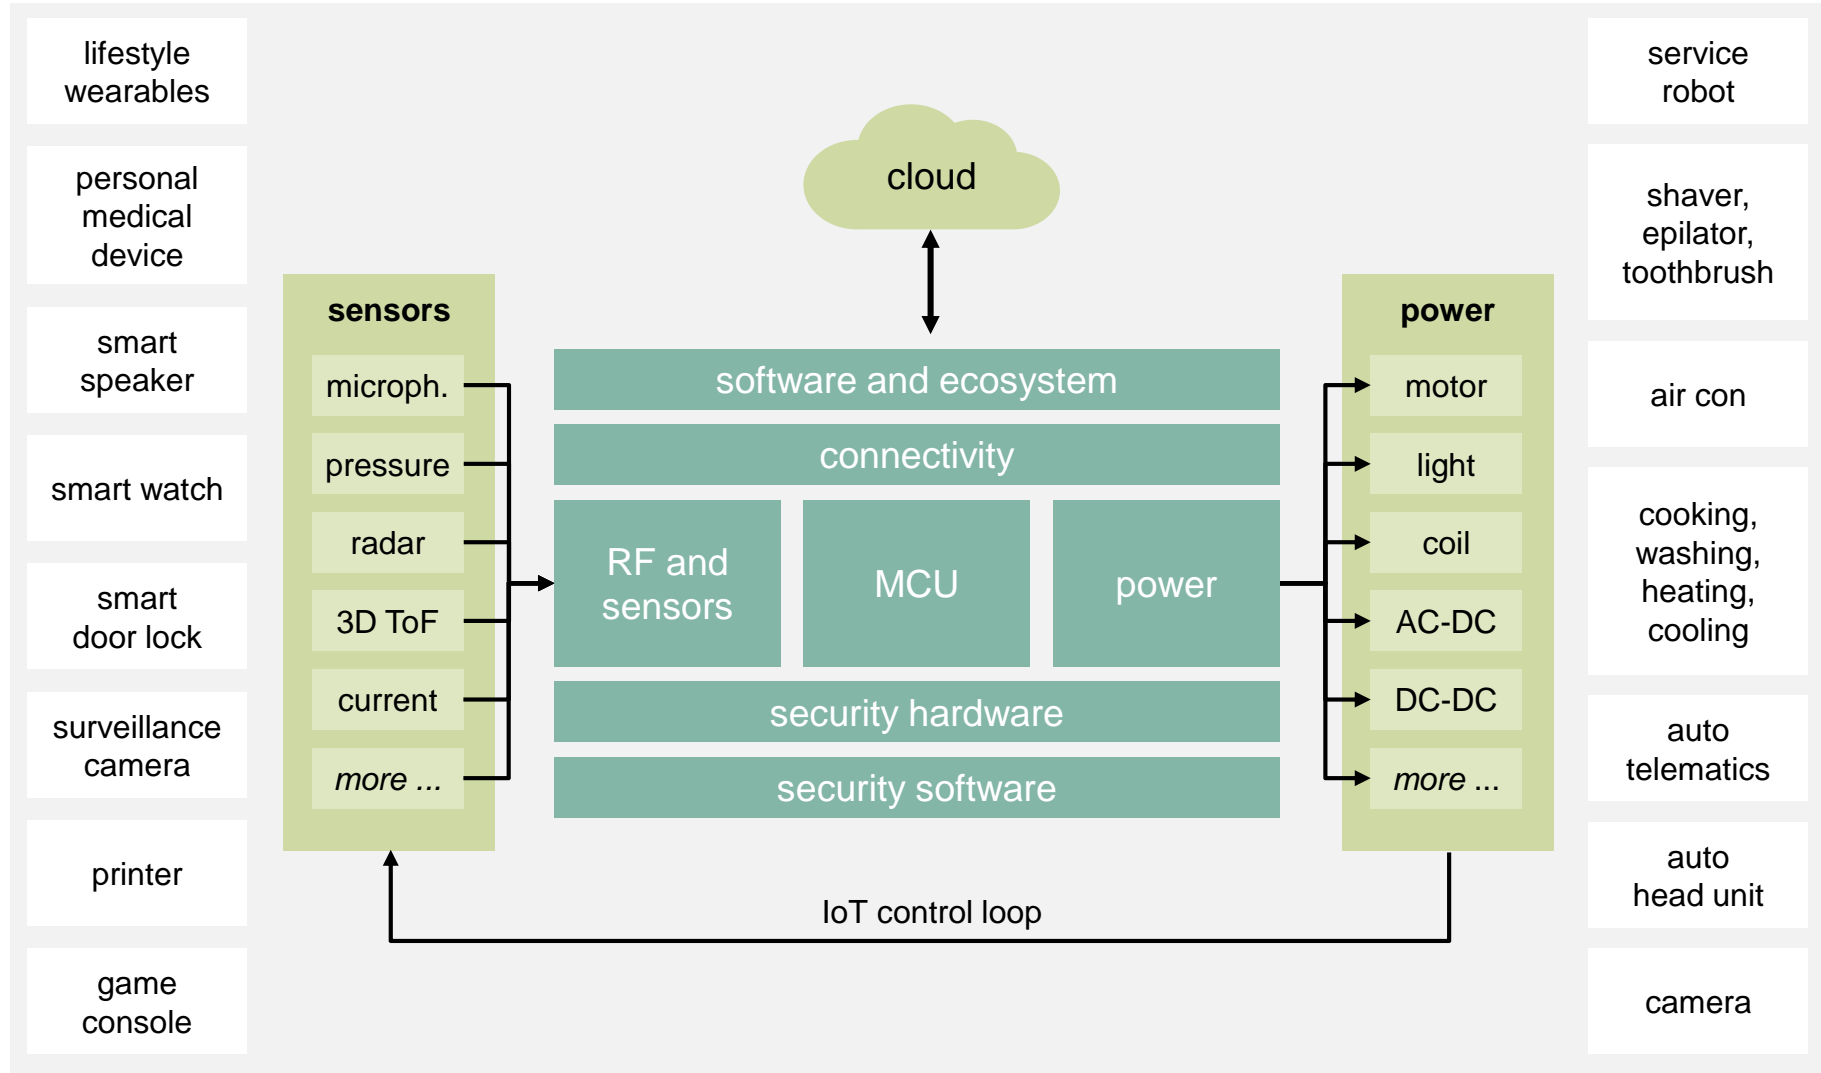 lifestyle
wearables
personal
medical
device
smart
speaker
smart watch
smart
door lock
surveillance
camera
printer
game
console
sensors
microph.
pressure
radar
3D ToF
current
more ...
cloud
software and ecosystem
connectivity
RF and
sensors
MCU
power
security hardware
security software
IoT control loop
power
motor
light
coil
AC-DC
DC-DC
more ...
service
robot
shaver,
epilator,
toothbrush
air con
cooking,
washing,
heating,
cooling
auto
telematics
auto
head unit
camera